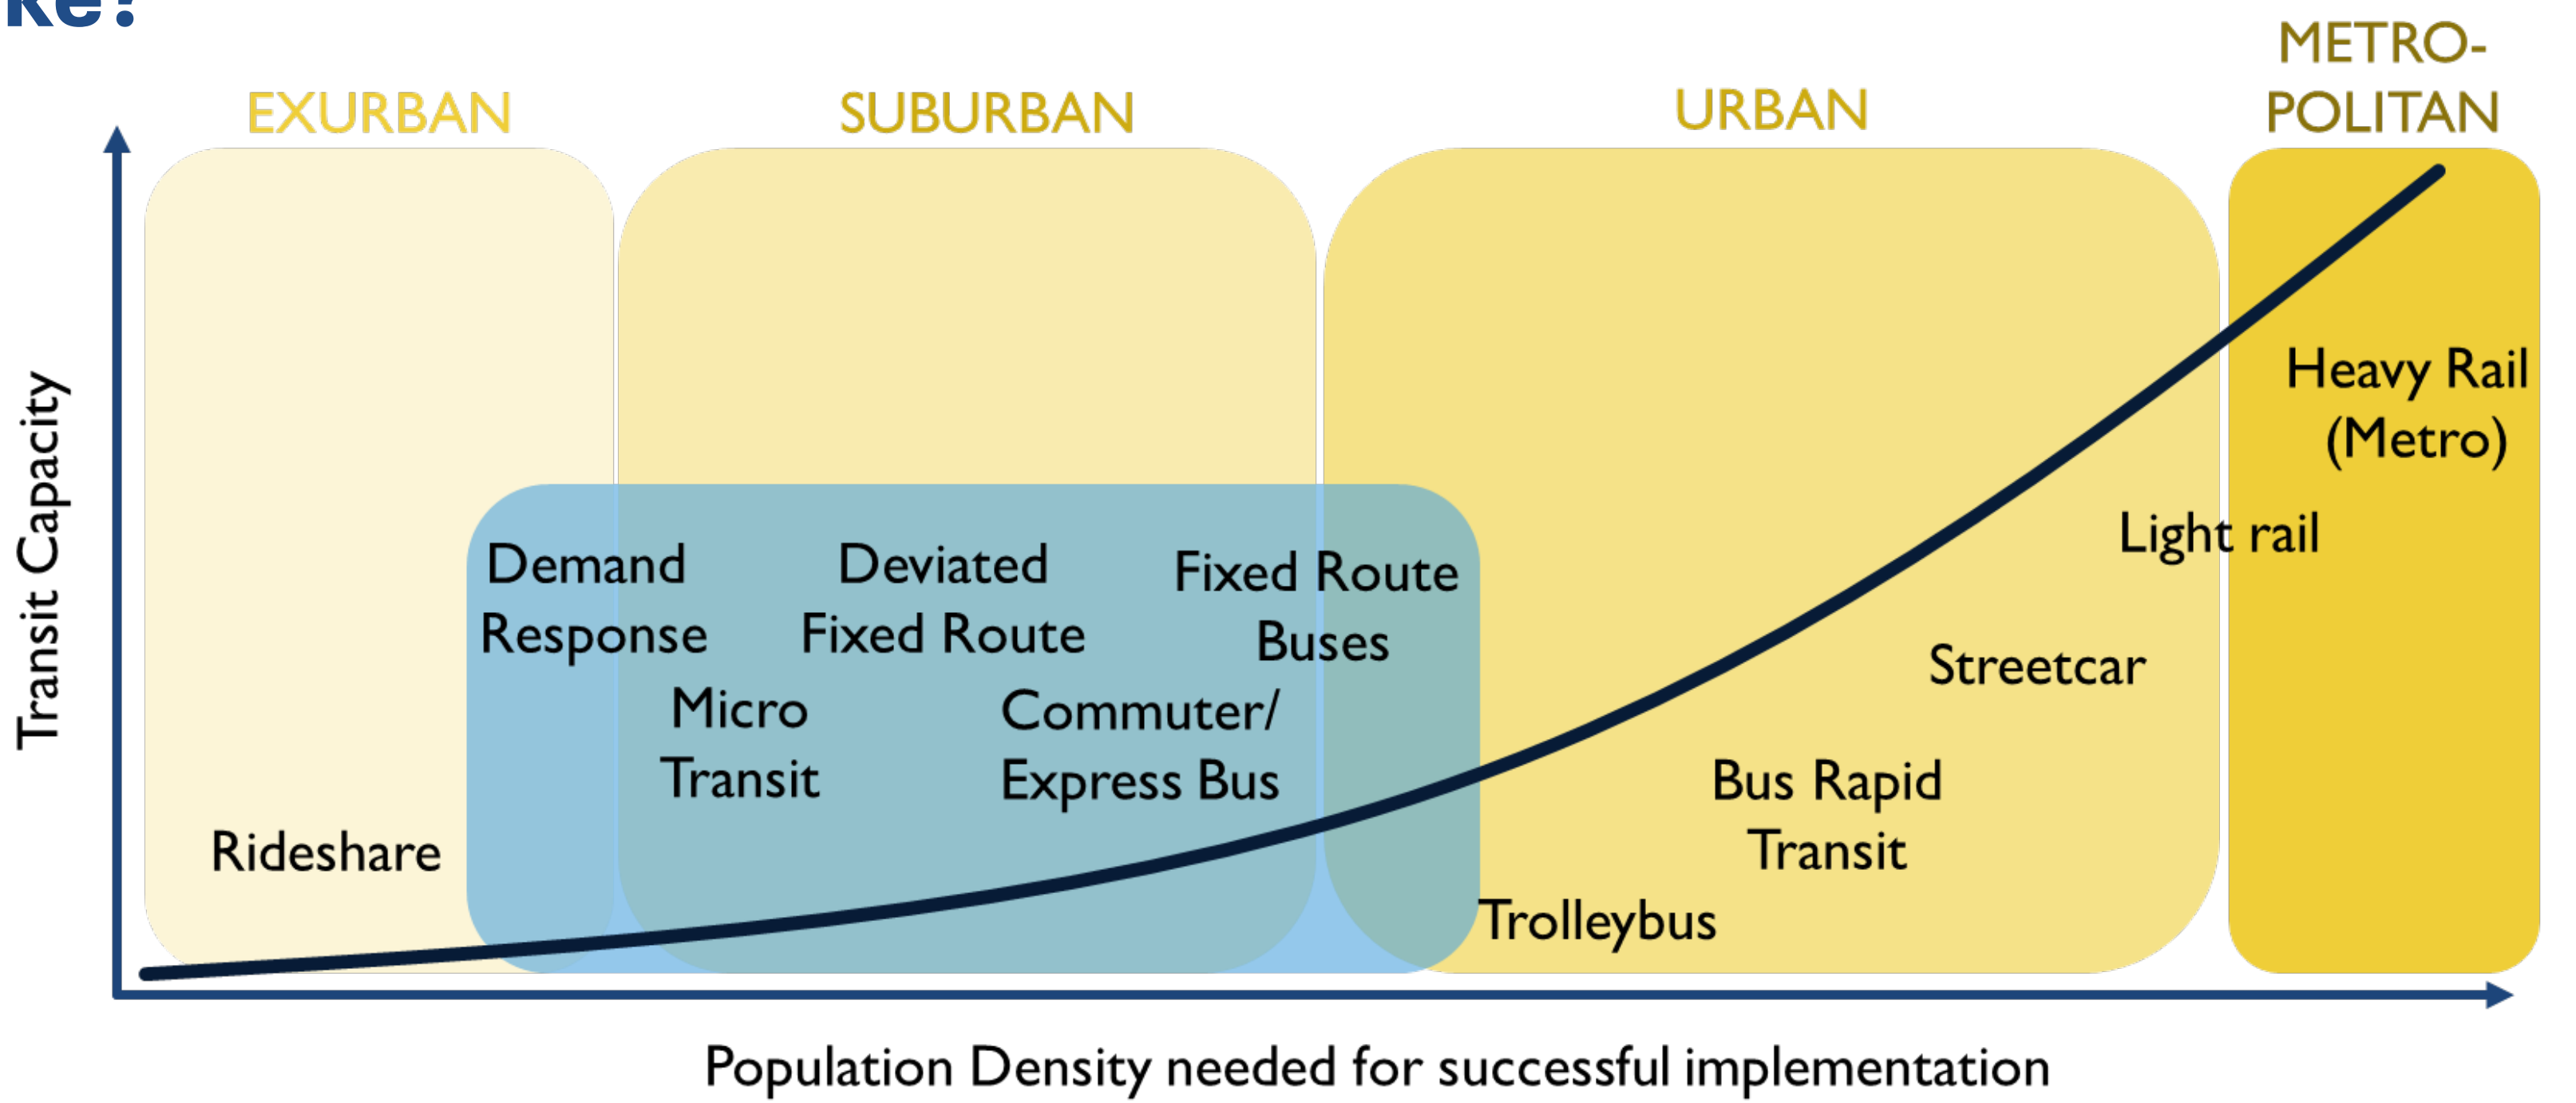 ke?
EXURBAN
SUBURBAN
URBAN
METRO-
POLITAN
Transit Capacity
Rideshare
Demand
Response
Micro
Transit
Deviated
Fixed Route
Commuter/
Express Bus
Fixed Route
Buses
Trolleybus
Bus Rapid
Transit
Streetcar
Light rail
Heavy Rail
(Metro)
Population Density needed for successful implementation